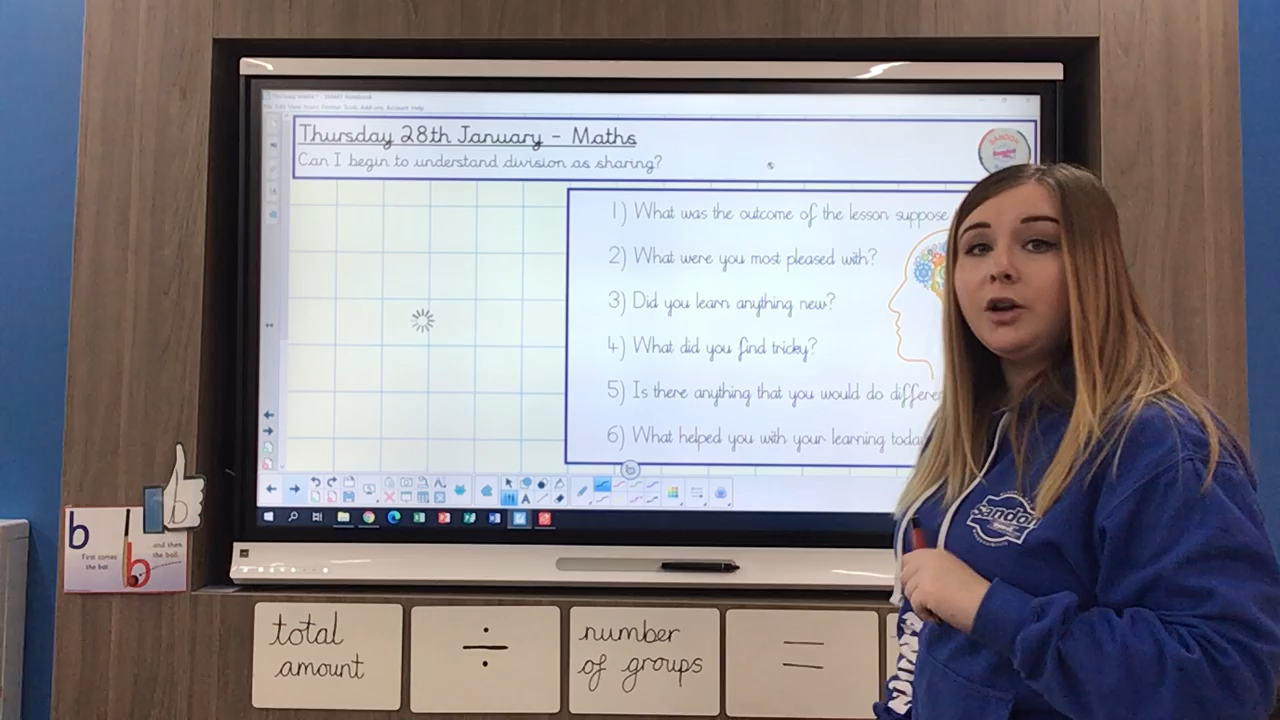 Thursday 28th January - Maths
Can I begin to understand division as sharing?
SANDON
1) What was the outcome of the lesson suppose
2) What were you most pleased with?
3) Did you learn anything new?
4) What did you find tricky?
5) Is there anything that you would do differen
6) What helped you with your learning toda
b
First comes
the bat
and then
the ball.
b
b
total
amount
÷
number
of groups
=
Sandon